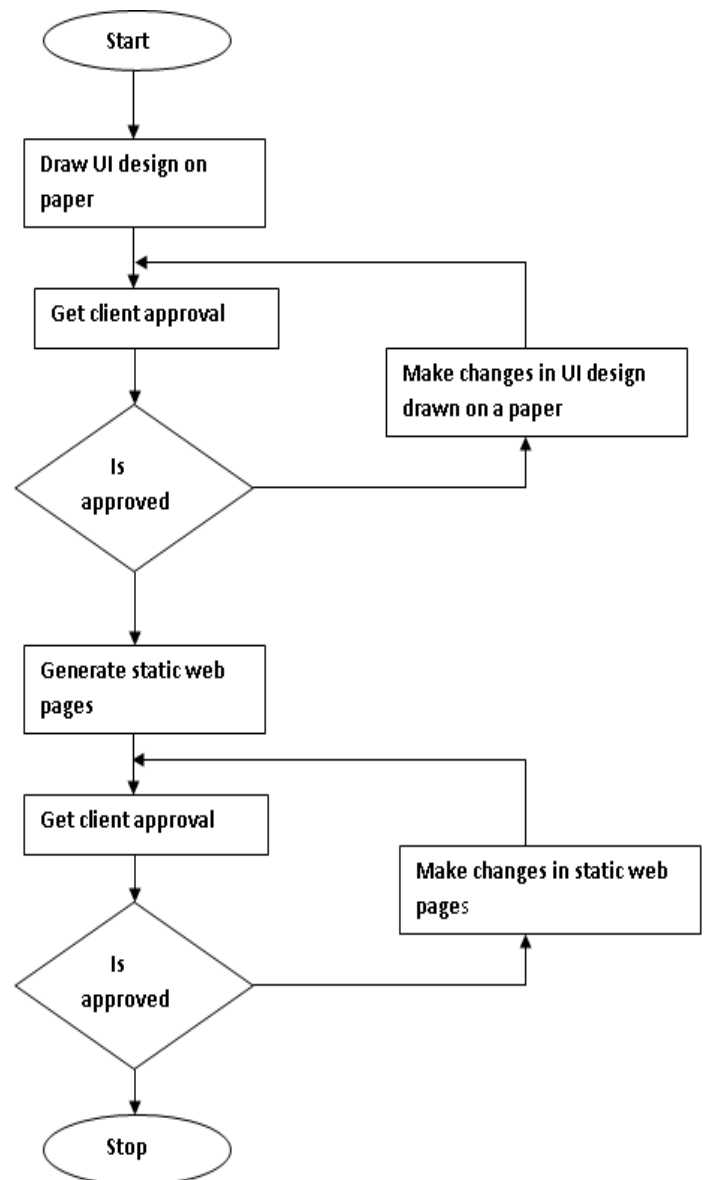 Start
Draw UI design on
paper
Get client approval
Make changes in UI design
drawn on a paper
Is
approved
Generate static web
pages
Get client approval
Make changes in static web
pages
Is
approved
Stop